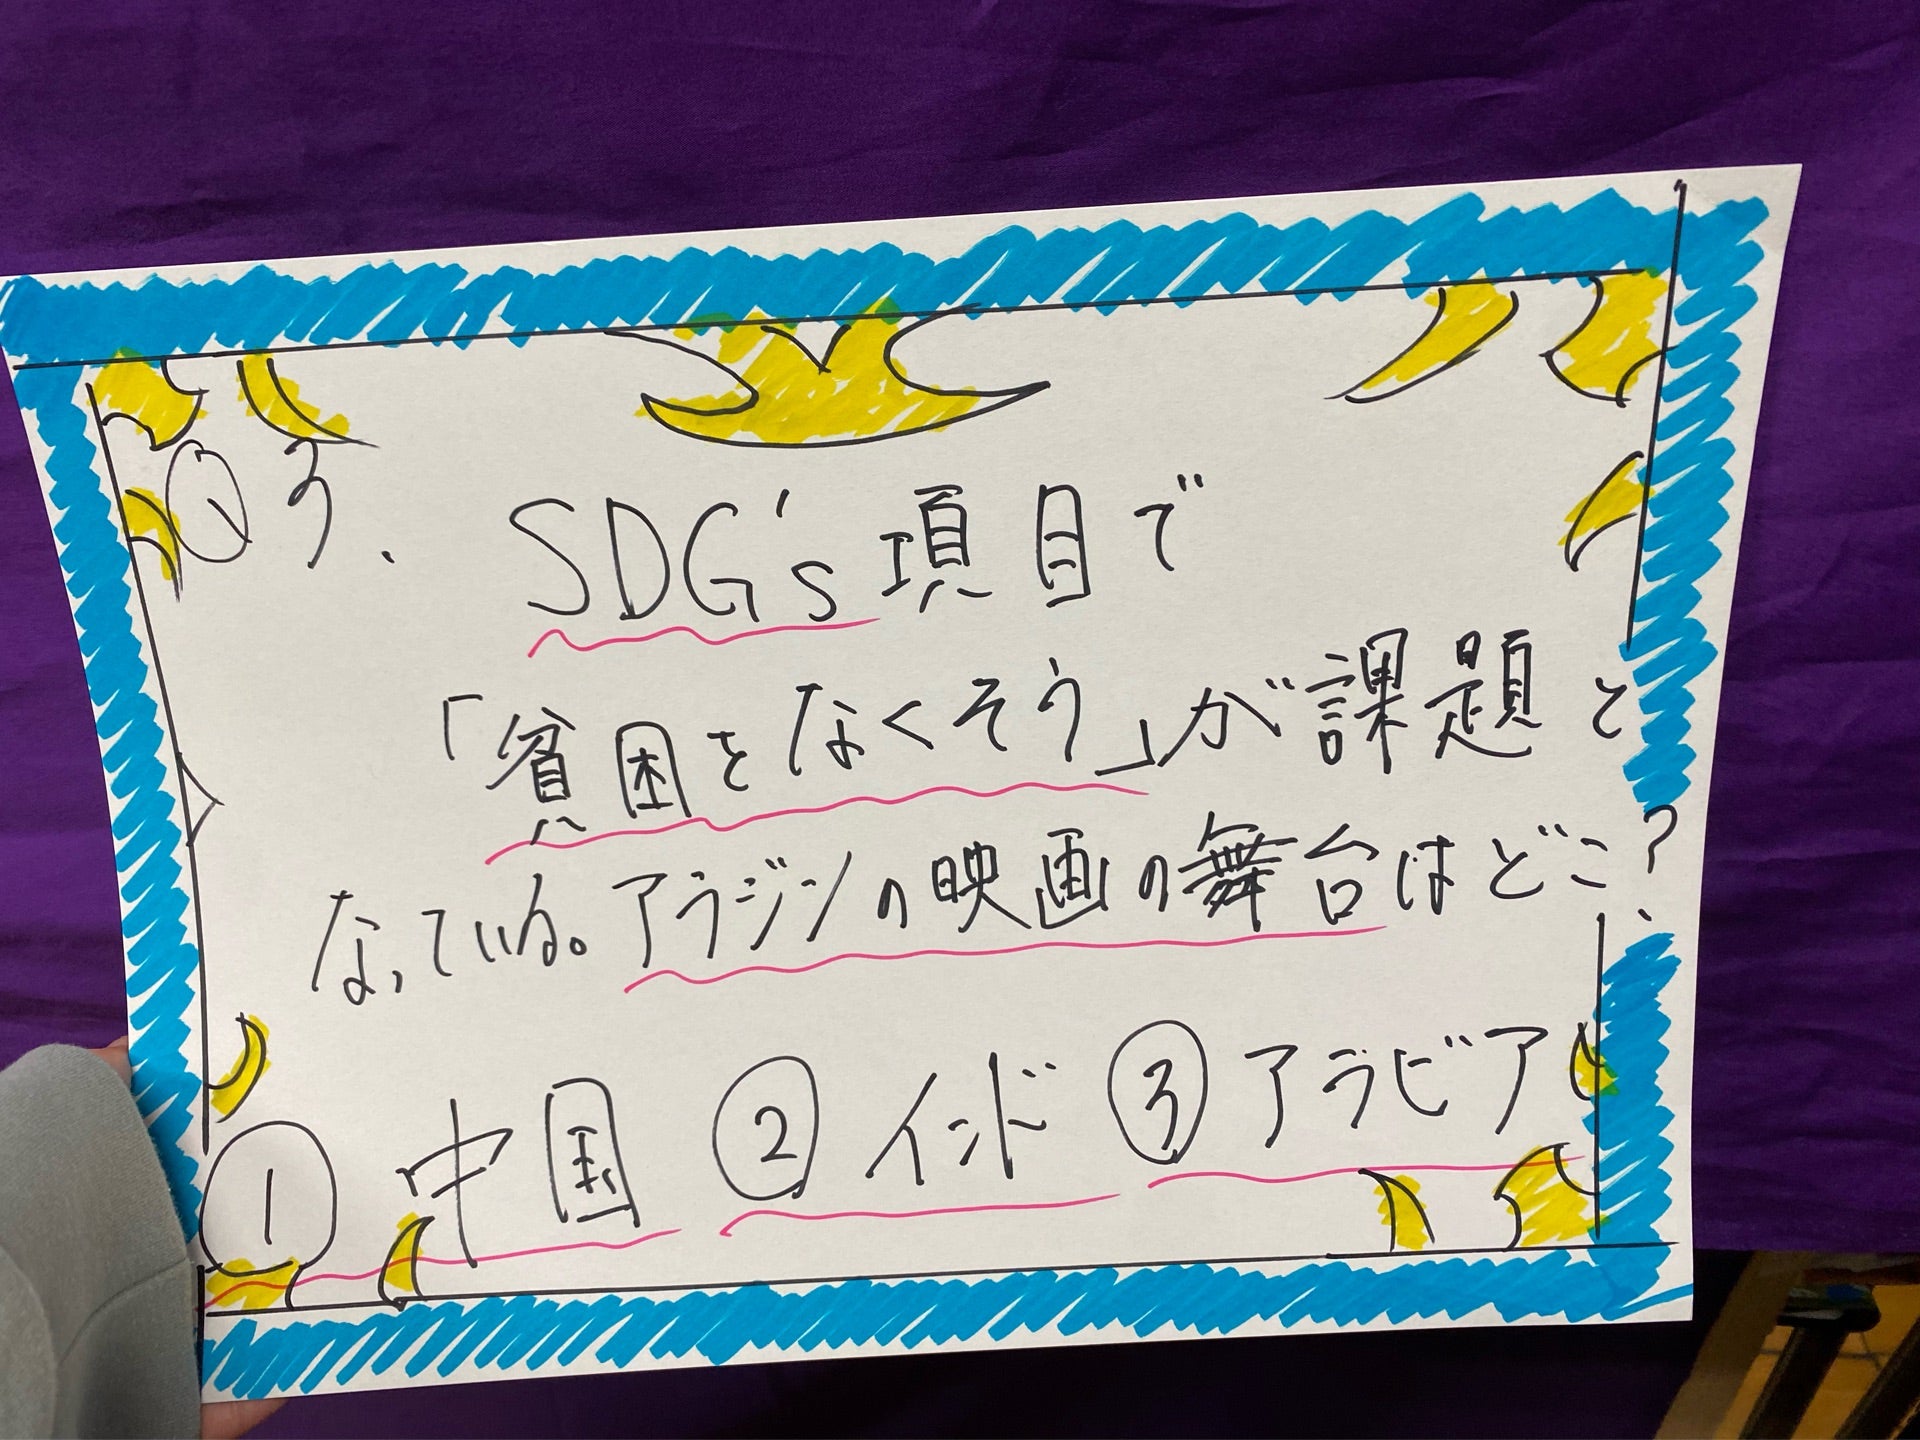 Q3.
SDG's項目で
「貧困をなくそう」が課題と
なっている。アラジンの映画の舞台はどこ?
① 中国 ② インド ③ アラビア